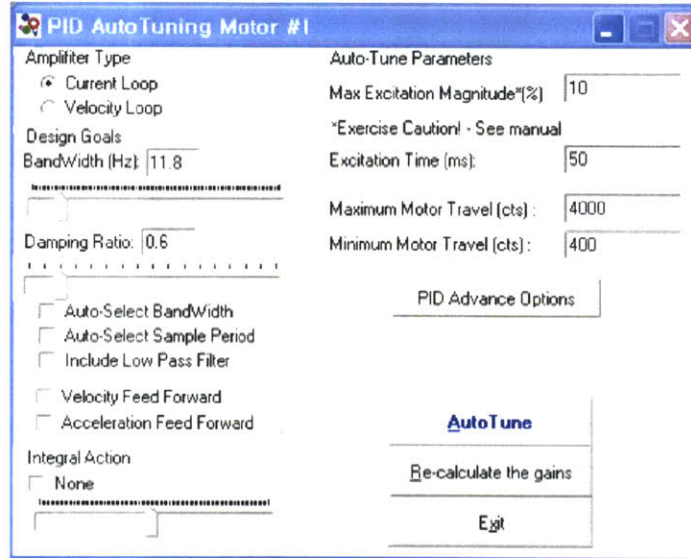 PID AutoTuning Motor #1
Amplifiter Type
Current Loop
Velocity Loop
Design Goals
BandWidth (Hz): 11.8
Damping Ratio: 0.6
Auto-Select BandWidth
Auto-Select Sample Period
Include Low Pass Filter
Velocity Feed Forward
Acceleration Feed Forward
Integral Action
None
Auto-Tune Parameters
Max Excitation Magnitude*(%) 10
*Exercise Caution! - See manual
Excitation Time (ms): 50
Maximum Motor Travel (cts) : 4000
Minimum Motor Travel (cts) : 400
PID Advance Options
AutoTune
Re-calculate the gains
Exit